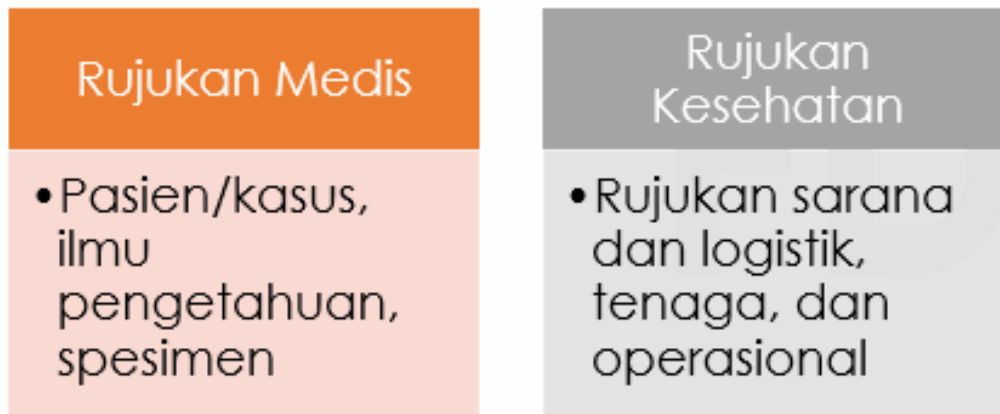 Rujukan Medis
•Pasien/kasus,
ilmu
pengetahuan,
spesimen
Rujukan
Kesehatan
•Rujukan sarana
dan logistik,
tenaga, dan
operasional